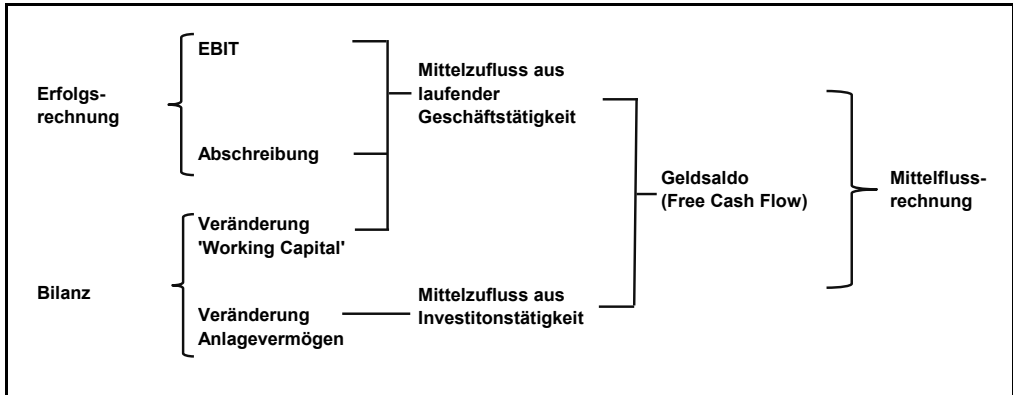 Erfolgs-
rechnung
EBIT
Abschreibung
Mittelzufluss aus
laufender
Geschäftstätigkeit
Bilanz
Veränderung
'Working Capital'
Veränderung
Anlagevermögen
Mittelzufluss aus
Investitonstätigkeit
Geldsaldo
(Free Cash Flow)
Mittelfluss-
rechnung